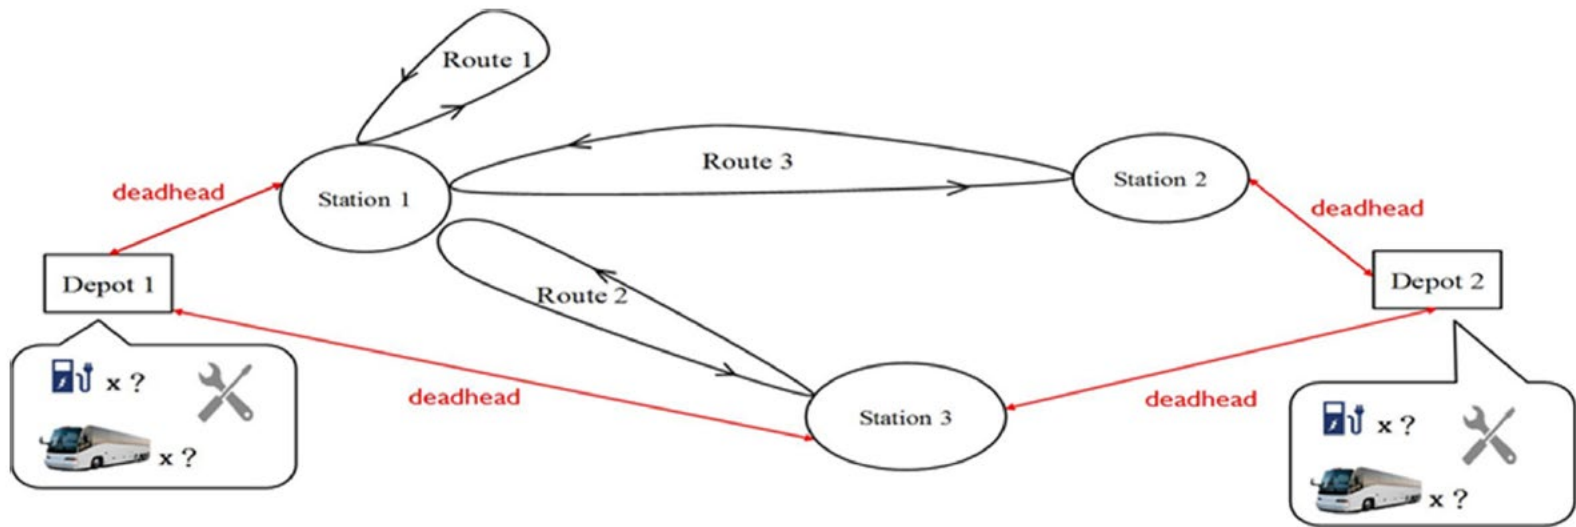 Route 1
Route 3
Station 2
deadhead
Station 1
deadhead
Depot 1
Depot 2
Route 2
x ?
deadhead
deadhead
Station 3
x ?
x ?
x ?